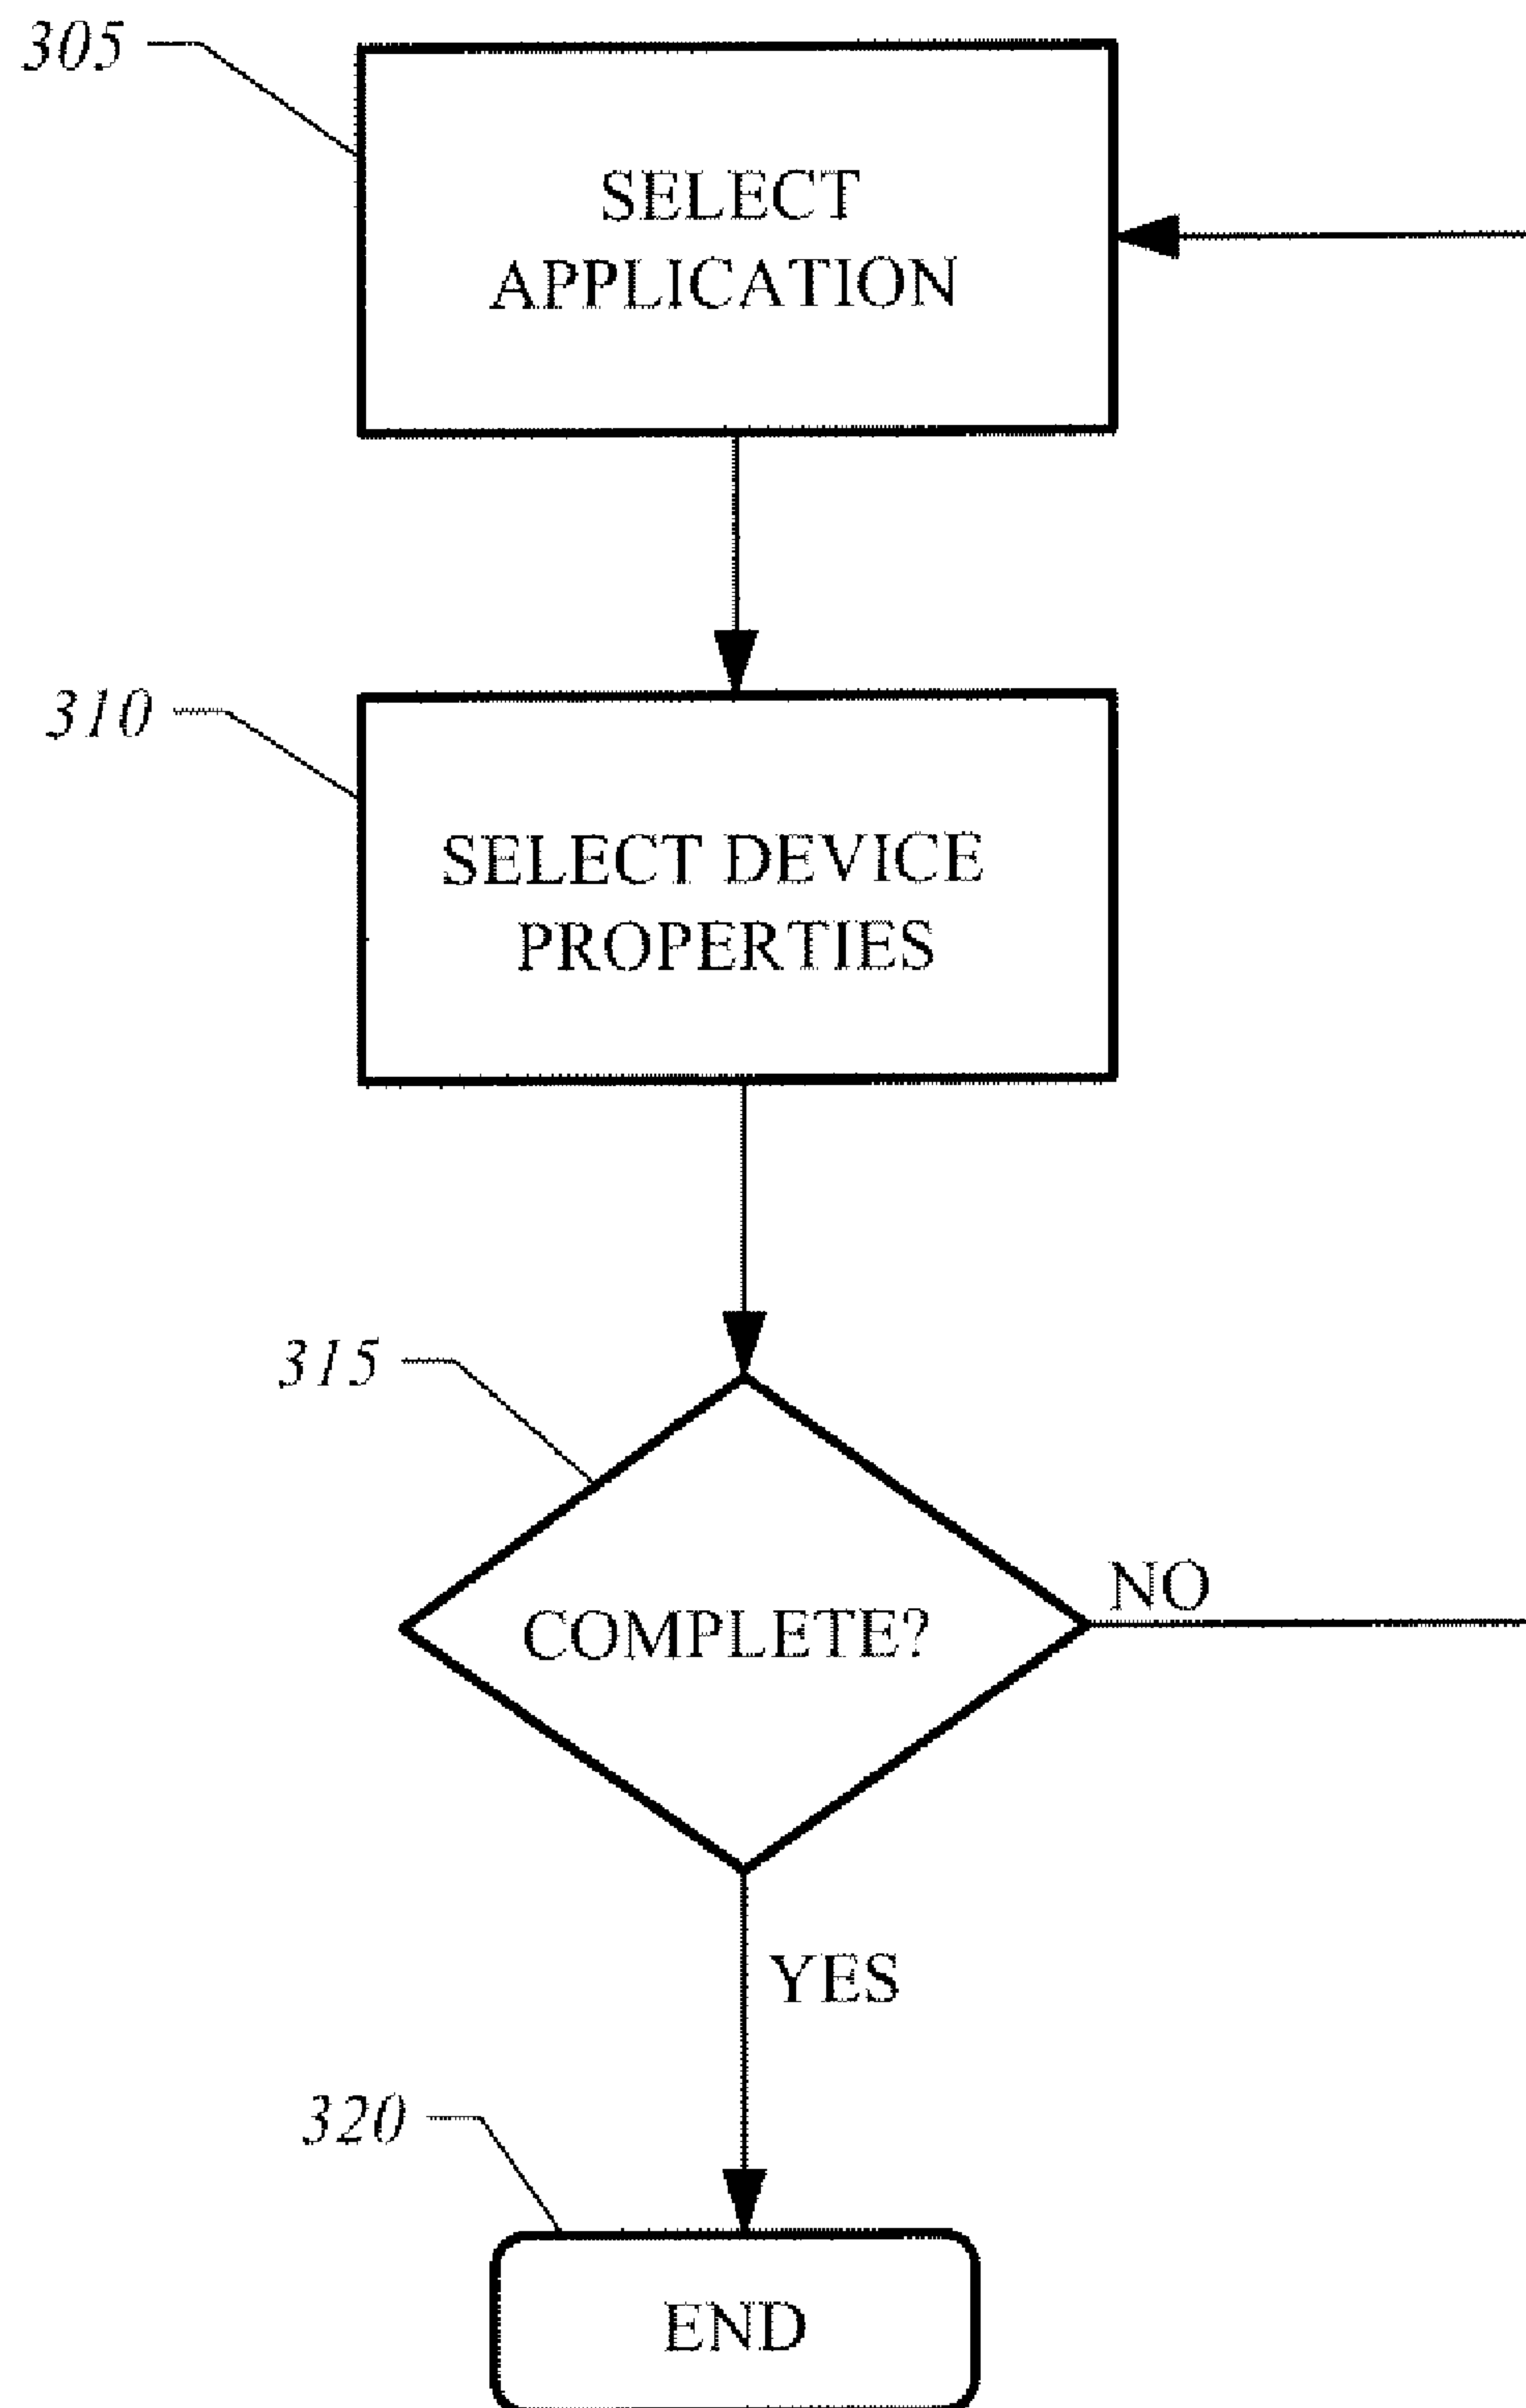 305
SELECT
APPLICATION
310
SELECT DEVICE
PROPERTIES
315
COMPLETE?
NO
YES
320
END